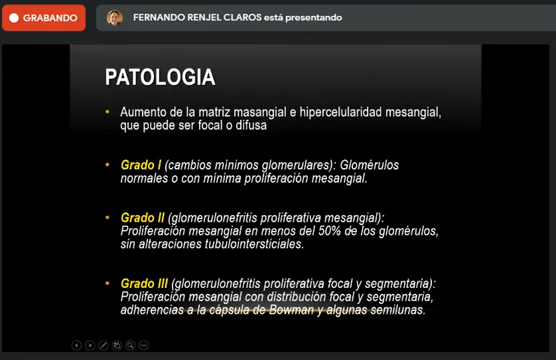 GRABANDO
FERNANDO RENJEL CLAROS está presentando
PATOLOGIA
• Aumento de la matriz masangial e hipercelularidad mesangial,
que puede ser focal o difusa
• Grado I (cambios mínimos glomerulares): Glomérulos
normales o con mínima proliferación mesangial.
• Grado II (glomerulonefritis proliferativa mesangial):
Proliferación mesangial en menos del 50% de los glomérulos,
sin alteraciones tubulointersticiales.
• Grado III (glomerulonefritis proliferativa focal y segmentaria):
Proliferación mesangial con distribución focal y segmentaria,
adherencias a la cápsula de Bowman y algunas semilunas.